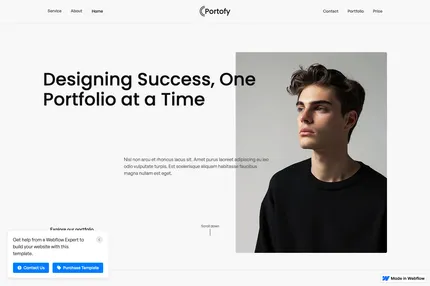 Service
About
Home
Portofy
Contact
Portfolio
Price
Designing Success, One
Portfolio at a Time
Nisl non arcu et rhoncus lacus sit. Amet purus laoreet adipiscing eu leo
odio vulputate turpis. Est scelerisque aliquam habitasse faucibus
magna nullam est eget.
Explore our portfolio
Scroll down
Get help from a Webflow Expert to
build your website with this
template.
Contact Us
Purchase Template
Made in Webflow